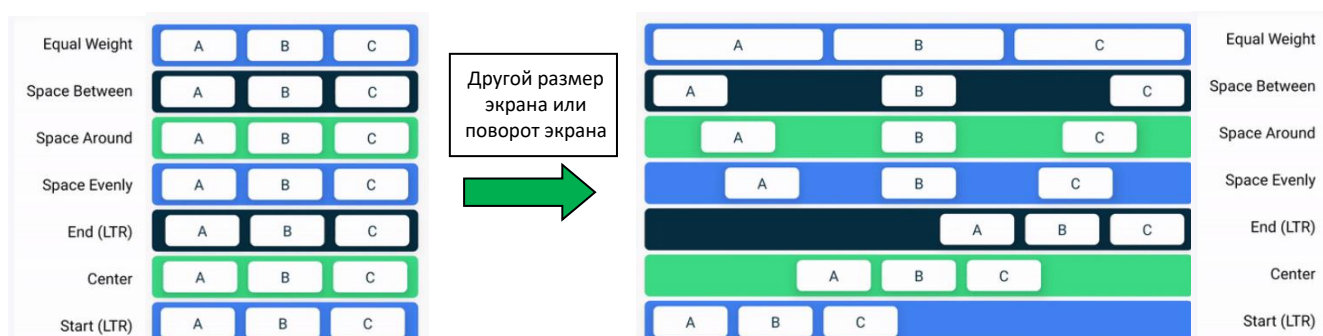 Equal Weight A B C
Space Between A B C
Space Around A B C
Space Evenly A B C
End (LTR) A B C
Center A B C
Start (LTR) A B C
Другой размер
экрана или
поворот экрана
A B C Equal Weight
A B C Space Between
A B C Space Around
A B C Space Evenly
A B C End (LTR)
A B C Center
A B C Start (LTR)